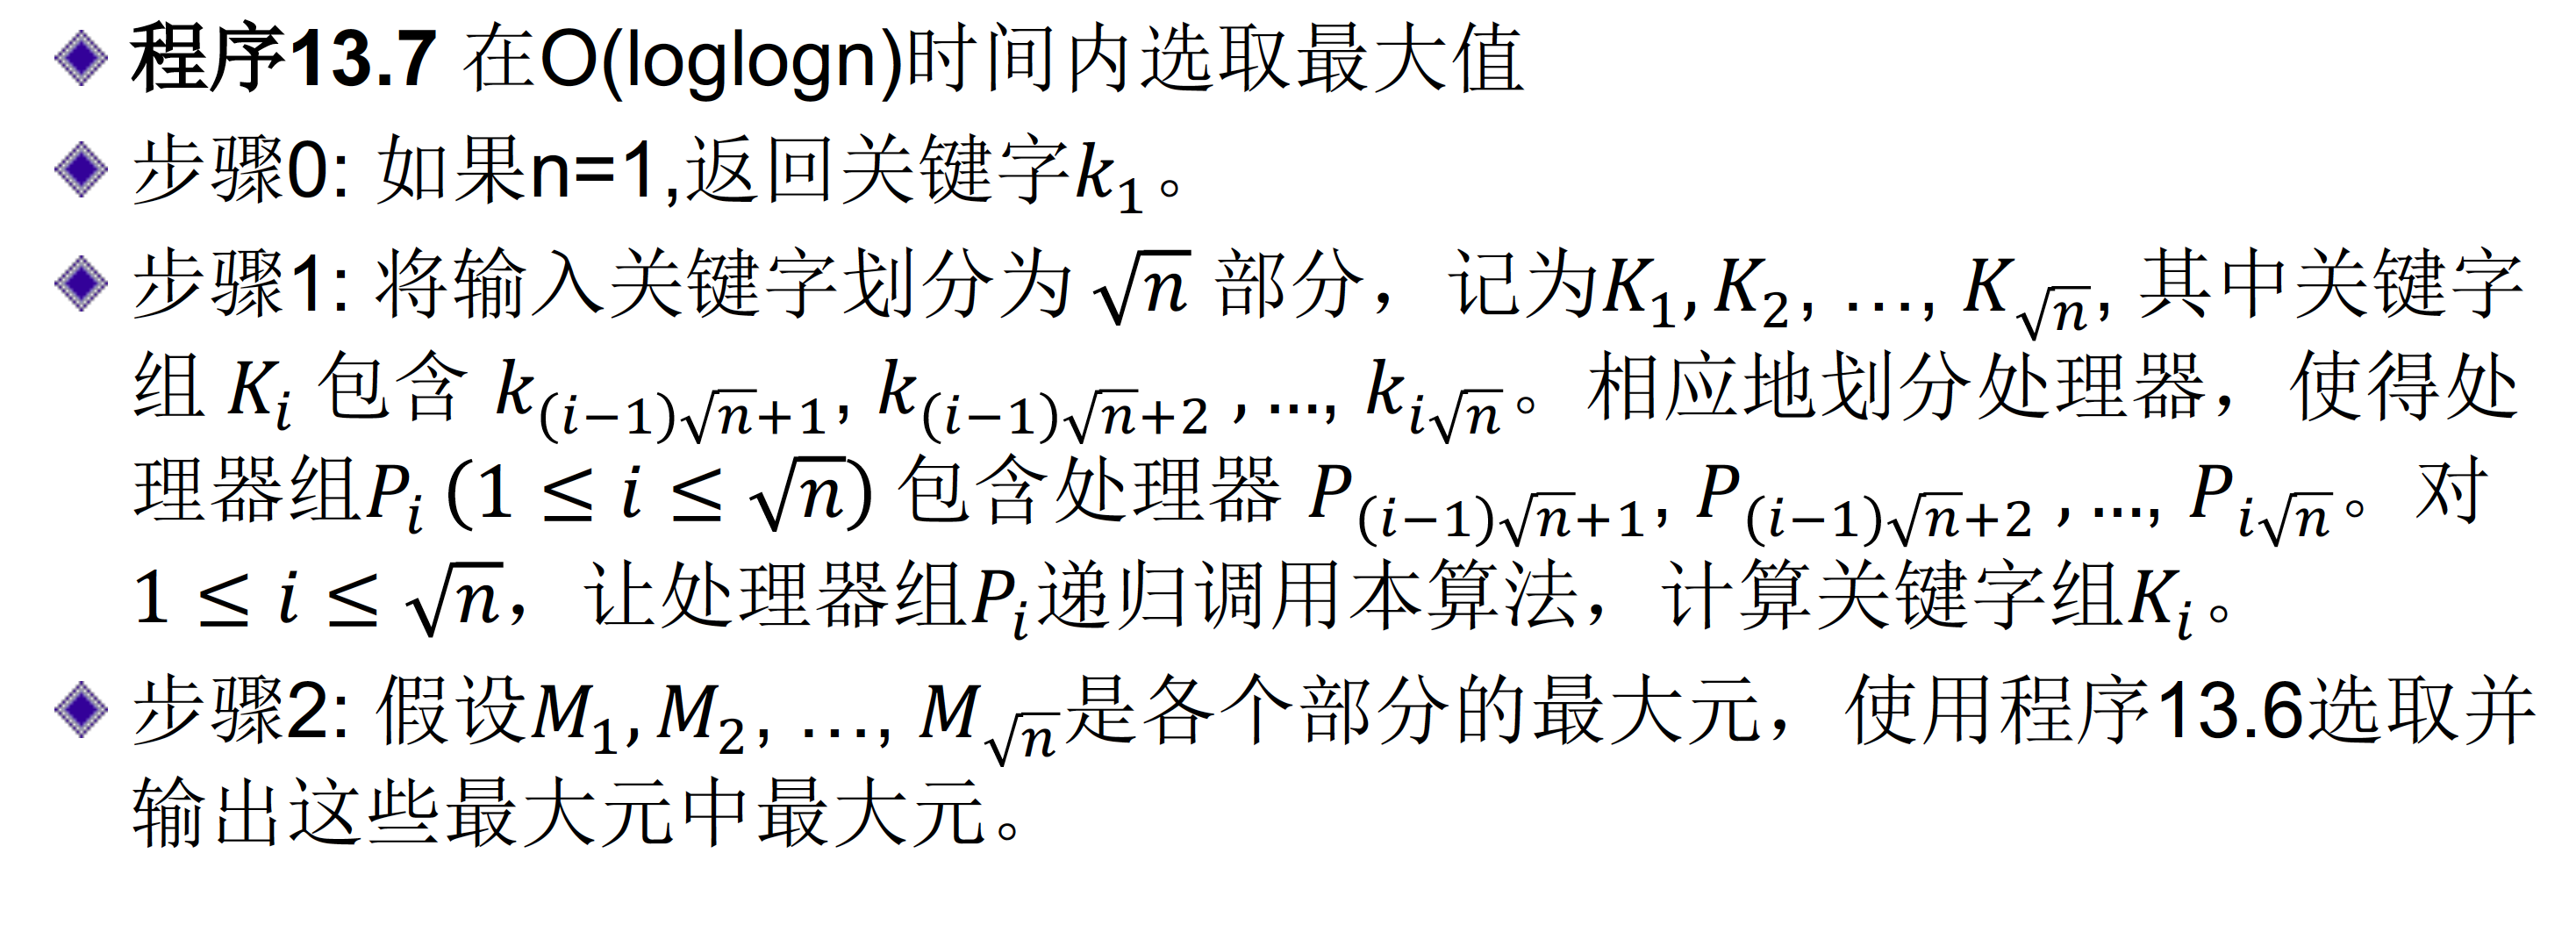 程序13.7 在O(loglogn)时间内选取最大值
步骤0: 如果n=1,返回关键字$k_1$。
步骤1: 将输入关键字划分为 $\sqrt{n}$ 部分，记为$K_1, K_2, …, K_{\sqrt{n}}$, 其中关键字
组 $K_i$ 包含 $k_{(i-1)\sqrt{n}+1}, k_{(i-1)\sqrt{n}+2}, …, k_{i\sqrt{n}}$。相应地划分处理器，使得处
理器组$P_i$ $(1 \le i \le \sqrt{n})$ 包含处理器 $P_{(i-1)\sqrt{n}+1}, P_{(i-1)\sqrt{n}+2}, …, P_{i\sqrt{n}}$。对
$1 \le i \le \sqrt{n}$，让处理器组$P_i$递归调用本算法，计算关键字组$K_i$。
步骤2: 假设$M_1, M_2, …, M_{\sqrt{n}}$是各个部分的最大元，使用程序13.6选取并
输出这些最大元中最大元。